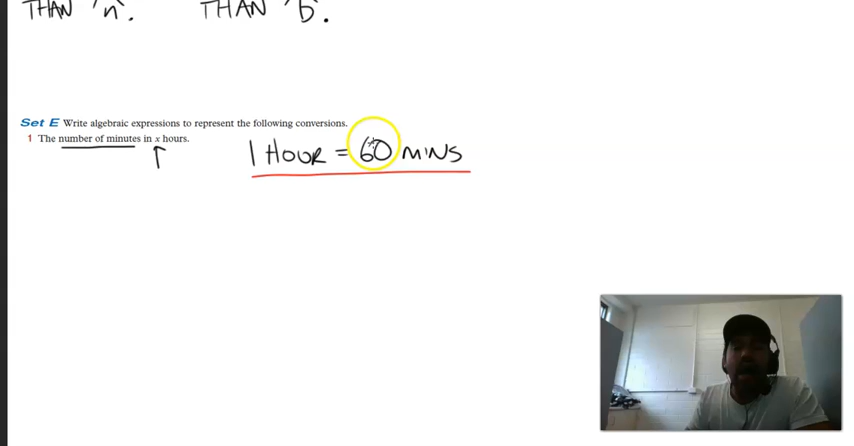 THAN 'n'.
THAN 'b'.
Set E Write algebraic expressions to represent the following conversions.
1 The number of minutes in x hours.
1 HOUR = 60 MINS